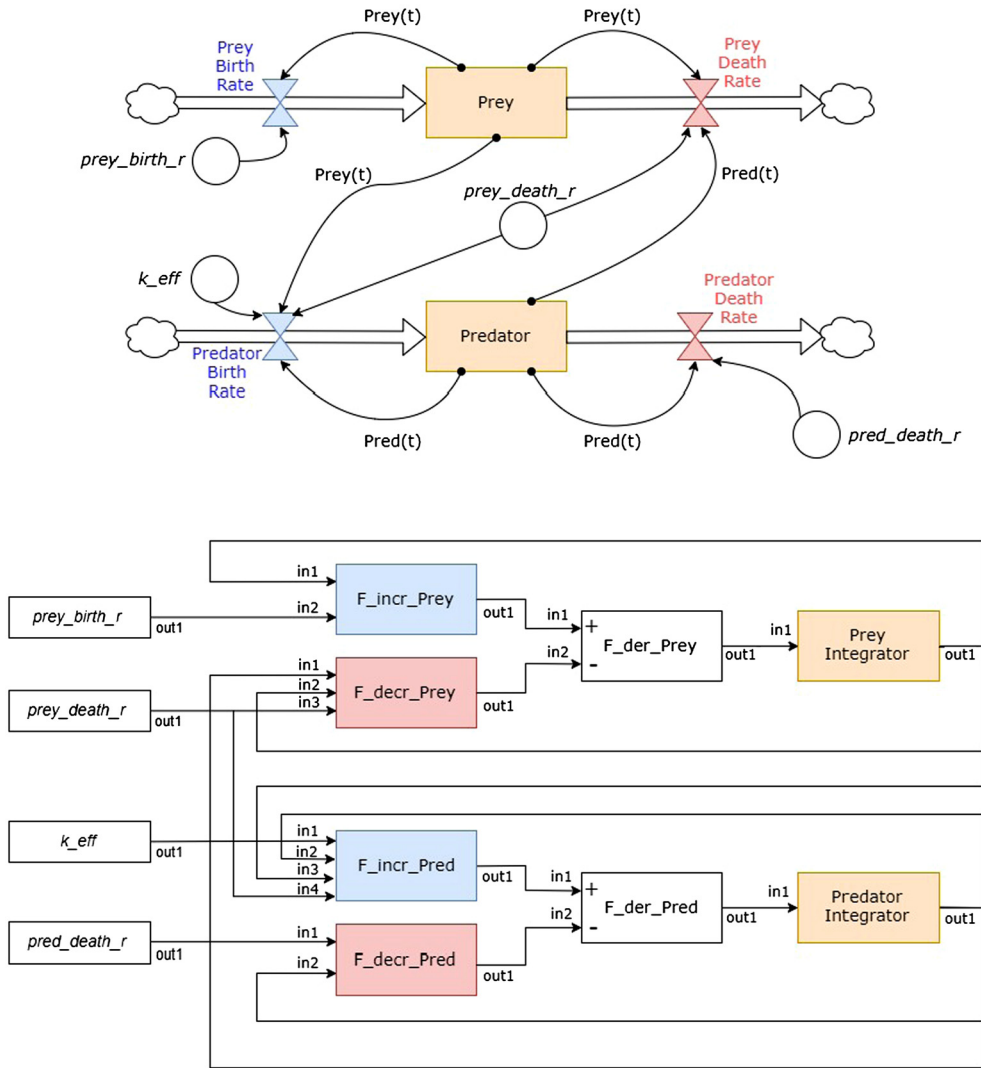 Prey(t)
Prey(t)
Prey
Birth
Rate
Prey
Death
Rate
Prey
prey_birth_r
Prey(t)
prey_death_r
Pred(t)
k_eff
Predator
Death
Rate
Predator
Predator
Birth
Rate
Pred(t)
Pred(t)
pred_death_r
in1
F_incr_Prey
prey_birth_r
out1
in2
out1
in1
+
F_der_Prey
in2
-
out1
in1
Prey
Integrator
out1
in1
in2
in3
F_decr_Prey
out1
prey_death_r
out1
k_eff
out1
in1
in2
in3
in4
F_incr_Pred
out1
in1
+
F_der_Pred
in2
-
out1
in1
Predator
Integrator
out1
pred_death_r
out1
in1
in2
F_decr_Pred
out1